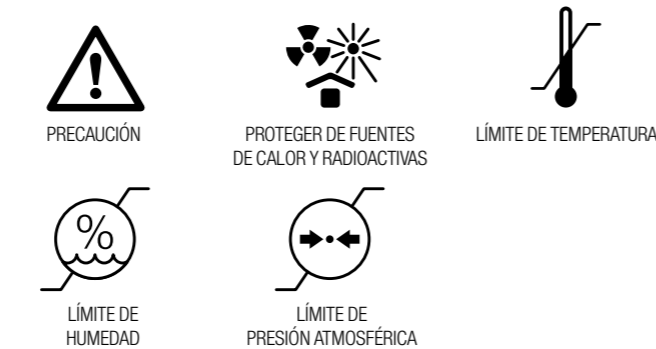 PRECAUCIÓN
PROTEGER DE FUENTES
DE CALOR Y RADIOACTIVAS
LÍMITE DE TEMPERATURA
%
LÍMITE DE
HUMEDAD
LÍMITE DE
PRESIÓN ATMOSFÉRICA